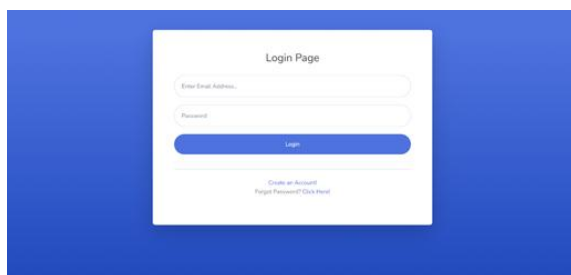 Login Page
Enter Email Address...
Password
Login
Create an Account!
Forgot Password? Click Here!